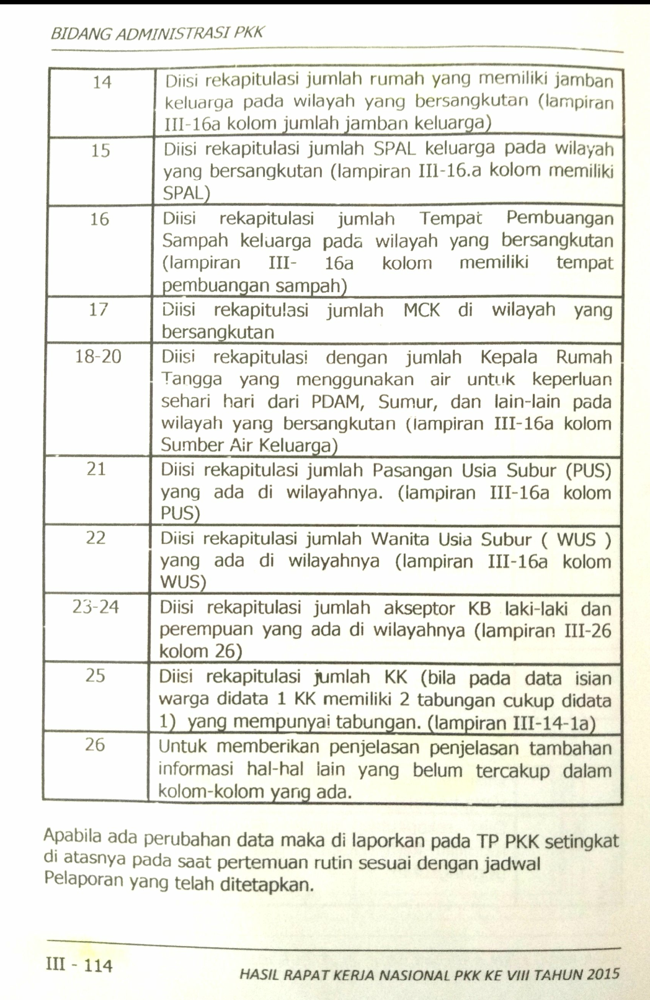 BIDANG ADMINISTRASI PKK
14
Diisi rekapitulasi jumlah rumah yang memiliki jamban
keluarga pada wilayah yang bersangkutan (lampiran
III-16a kolom jumlah jamban keluarga)
15
Diisi rekapitulasi jumlah SPAL keluarga pada wilayah
yang bersangkutan (lampiran III-16.a kolom memiliki
SPAL)
16
Diisi rekapitulasi jumlah Tempat Pembuangan
Sampah keluarga pada wilayah yang bersangkutan
(lampiran III- 16a kolom memiliki tempat
pembuangan sampah)
17
Diisi rekapitulasi jumlah MCK di wilayah yang
bersangkutan
18-20
Diisi rekapitulasi dengan jumlah Kepala Rumah
Tangga yang menggunakan air untuk keperluan
sehari hari dari PDAM, Sumur, dan lain-lain pada
wilayah yang bersangkutan (lampiran III-16a kolom
Sumber Air Keluarga)
21
Diisi rekapitulasi jumlah Pasangan Usia Subur (PUS)
yang ada di wilayahnya. (lampiran III-16a kolom
PUS)
22
Diisi rekapitulasi jumlah Wanita Usia Subur ( WUS )
yang ada di wilayahnya (lampiran III-16a kolom
WUS)
23-24
Diisi rekapitulasi jumlah akseptor KB laki-laki dan
perempuan yang ada di wilayahnya (lampiran III-26
kolom 26)
25
Diisi rekapitulasi jumlah KK (bila pada data isian
warga didata 1 KK memiliki 2 tabungan cukup didata
1) yang mempunyai tabungan. (lampiran III-14-1a)
26
Untuk memberikan penjelasan penjelasan tambahan
informasi hal-hal lain yang belum tercakup dalam
kolom-kolom yang ada.
Apabila ada perubahan data maka di laporkan pada TP PKK setingkat
di atasnya pada saat pertemuan rutin sesuai dengan jadwal
Pelaporan yang telah ditetapkan.
III - 114
HASIL RAPAT KERJA NASIONAL PKK KE VIII TAHUN 2015